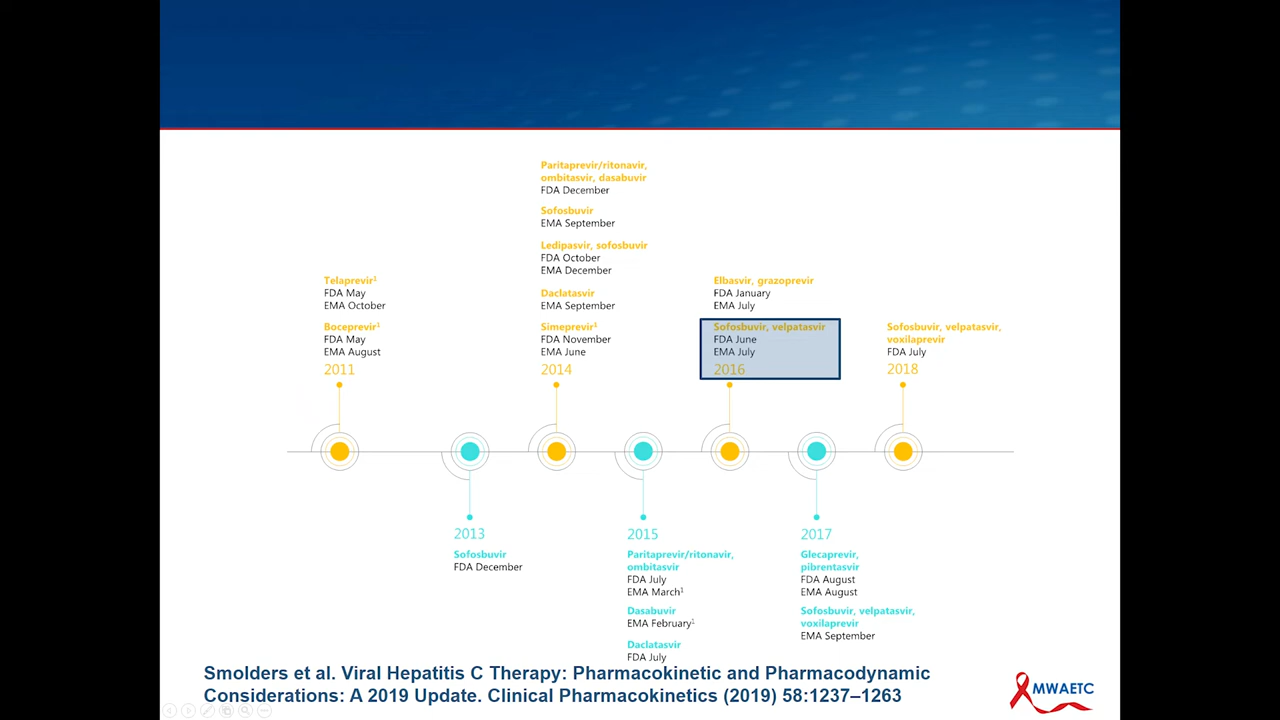 Paritaprevir/ritonavir,
ombitasvir, dasabuvir
FDA December
Sofosbuvir
EMA September
Ledipasvir, sofosbuvir
FDA October
EMA December
Daclatasvir
EMA September
Simeprevir¹
FDA November
EMA June
2014
Telaprevir¹
FDA May
EMA October
Boceprevir¹
FDA May
EMA August
2011
Elbasvir, grazoprevir
FDA January
EMA July
Sofosbuvir, velpatasvir
FDA June
EMA July
2016
Sofosbuvir, velpatasvir,
voxilaprevir
FDA July
2018
2013
Sofosbuvir
FDA December
2015
Paritaprevir/ritonavir,
ombitasvir
FDA July
EMA March¹
Dasabuvir
EMA February¹
Daclatasvir
FDA July
2017
Glecaprevir,
pibrentasvir
FDA August
EMA August
Sofosbuvir, velpatasvir,
voxilaprevir
EMA September
Smolders et al. Viral Hepatitis C Therapy: Pharmacokinetic and Pharmacodynamic
Considerations: A 2019 Update. Clinical Pharmacokinetics (2019) 58:1237–1263
MWAETC